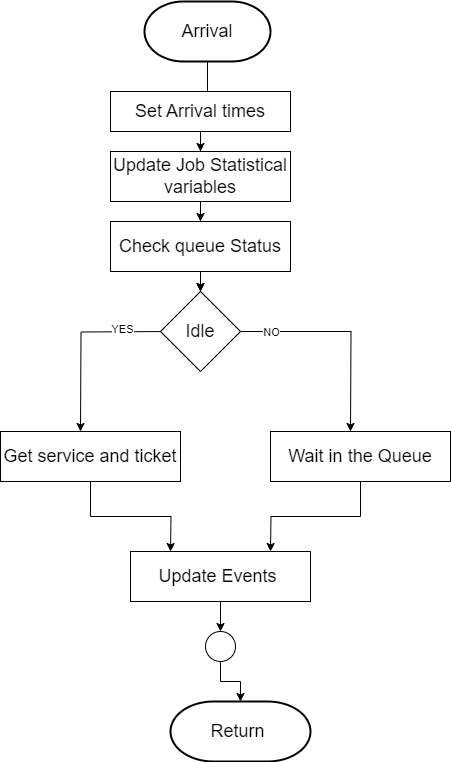 Arrival
Set Arrival times
Update Job Statistical
variables
Check queue Status
Idle
YES
NO
Get service and ticket
Wait in the Queue
Update Events
Return